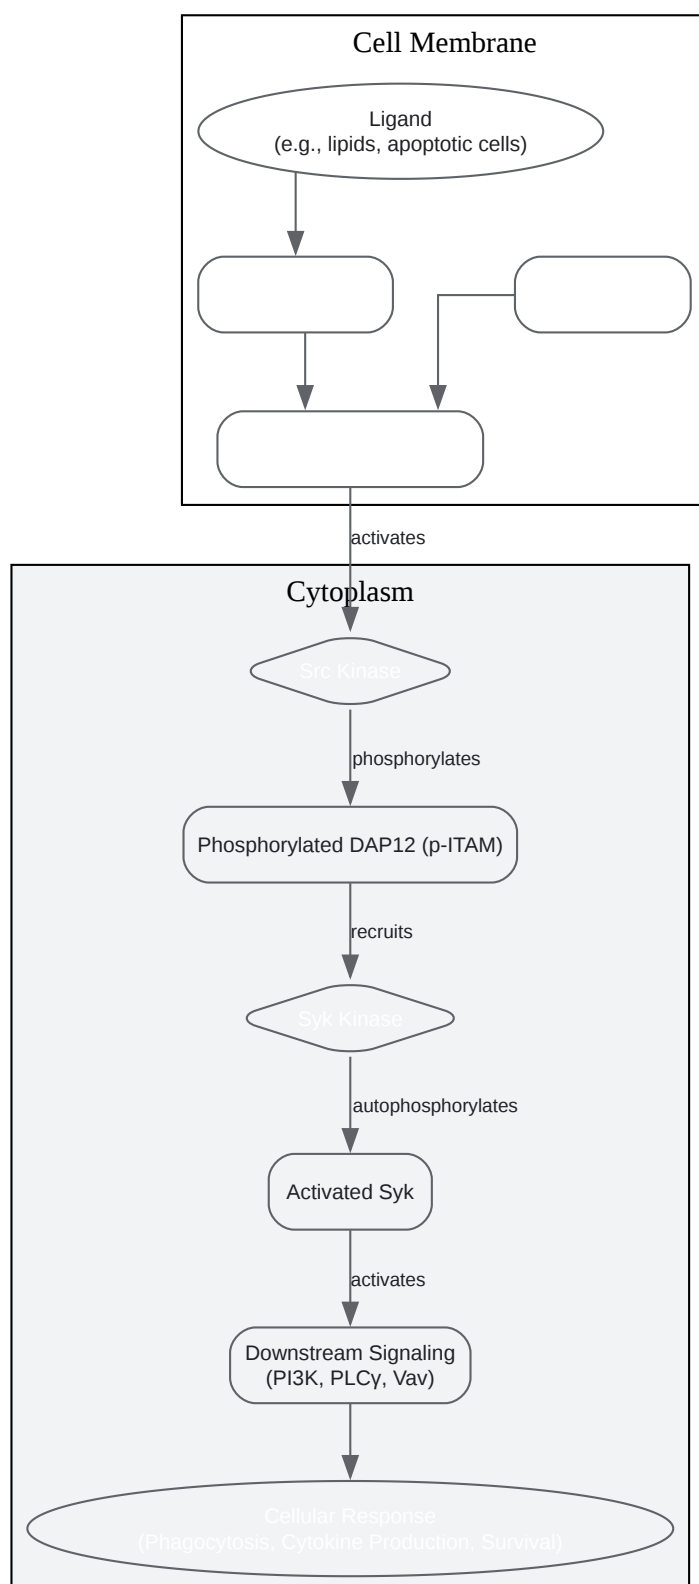 Cell Membrane
Ligand
(e.g., lipids, apoptotic cells)
activates
Cytoplasm
Src Kinase
phosphorylates
Phosphorylated DAP12 (p-ITAM)
recruits
Syk Kinase
autophosphorylates
Activated Syk
activates
Downstream Signaling
(PI3K, PLCγ, Vav)
Cellular Response
(Phagocytosis, Cytokine Production, Survival)